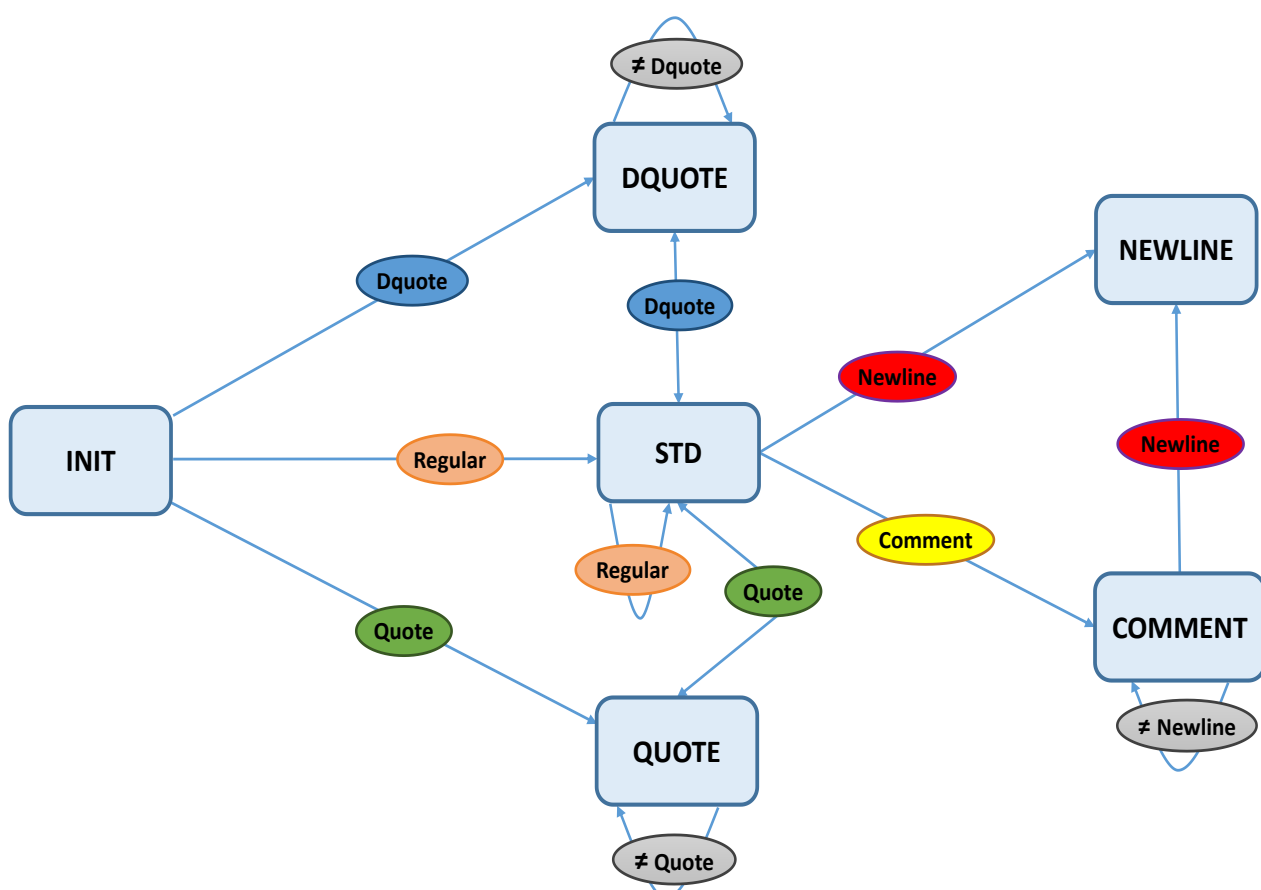 ≠ Dquote
DQUOTE
NEWLINE
Dquote
Dquote
Newline
INIT
Regular
STD
Newline
Comment
Regular
Quote
Quote
COMMENT
≠ Newline
QUOTE
≠ Quote